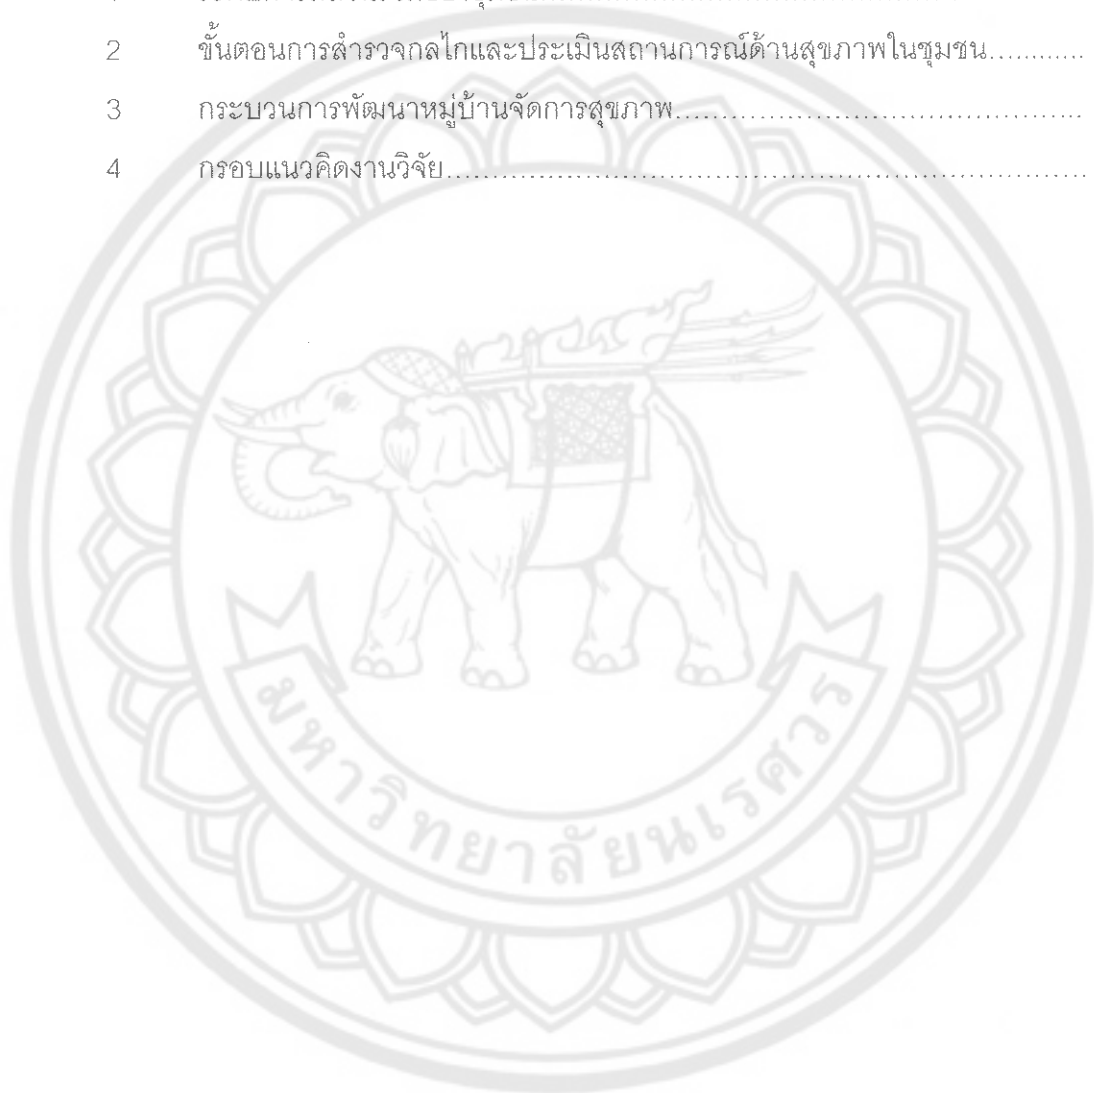 2 ขั้นตอนการสำรวจกลไกและประเมินสถานการณ์ด้านสุขภาพในชุมชน............
3 กระบวนการพัฒนาหมู่บ้านจัดการสุขภาพ............................................
4 กรอบแนวคิดงานวิจัย......................................................................
มหาวิทยาลัยนเรศวร